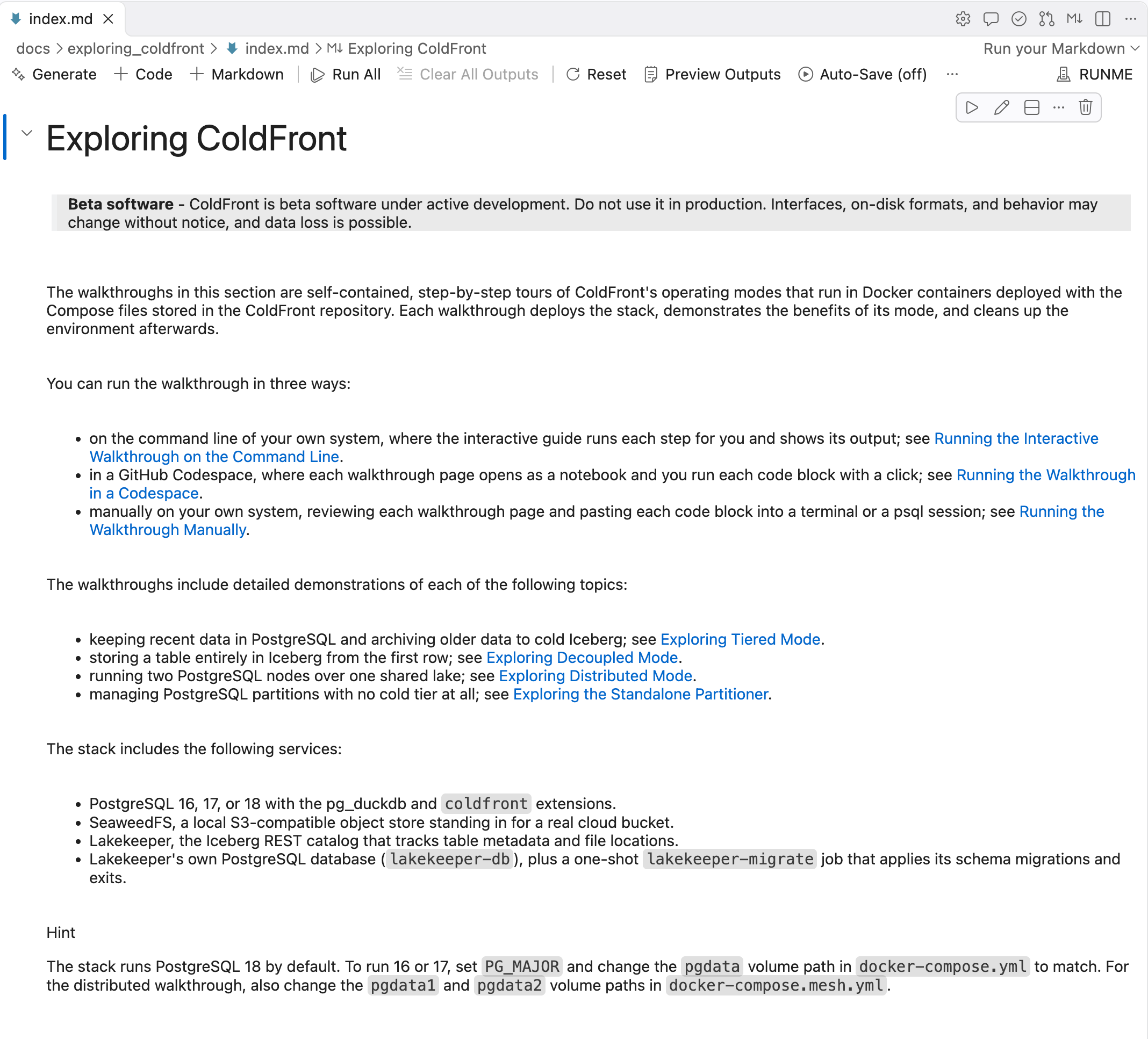 index.md
docs > exploring_coldfront > index.md > M↓ Exploring ColdFront
Run your Markdown
Generate + Code + Markdown | Run All Clear All Outputs | Reset Preview Outputs Auto-Save (off) ... RUNME
Exploring ColdFront
Beta software - ColdFront is beta software under active development. Do not use it in production. Interfaces, on-disk formats, and behavior may
change without notice, and data loss is possible.
The walkthroughs in this section are self-contained, step-by-step tours of ColdFront's operating modes that run in Docker containers deployed with the
Compose files stored in the ColdFront repository. Each walkthrough deploys the stack, demonstrates the benefits of its mode, and cleans up the
environment afterwards.
You can run the walkthrough in three ways:
• on the command line of your own system, where the interactive guide runs each step for you and shows its output; see Running the Interactive
Walkthrough on the Command Line.
• in a GitHub Codespace, where each walkthrough page opens as a notebook and you run each code block with a click; see Running the Walkthrough
in a Codespace.
• manually on your own system, reviewing each walkthrough page and pasting each code block into a terminal or a psql session; see Running the
Walkthrough Manually.
The walkthroughs include detailed demonstrations of each of the following topics:
• keeping recent data in PostgreSQL and archiving older data to cold Iceberg; see Exploring Tiered Mode.
• storing a table entirely in Iceberg from the first row; see Exploring Decoupled Mode.
• running two PostgreSQL nodes over one shared lake; see Exploring Distributed Mode.
• managing PostgreSQL partitions with no cold tier at all; see Exploring the Standalone Partitioner.
The stack includes the following services:
• PostgreSQL 16, 17, or 18 with the pg_duckdb and coldfront extensions.
• SeaweedFS, a local S3-compatible object store standing in for a real cloud bucket.
• Lakekeeper, the Iceberg REST catalog that tracks table metadata and file locations.
• Lakekeeper's own PostgreSQL database (lakekeeper-db), plus a one-shot lakekeeper-migrate job that applies its schema migrations and
exits.
Hint
The stack runs PostgreSQL 18 by default. To run 16 or 17, set PG_MAJOR and change the pgdata volume path in docker-compose.yml to match. For
the distributed walkthrough, also change the pgdata1 and pgdata2 volume paths in docker-compose.mesh.yml.